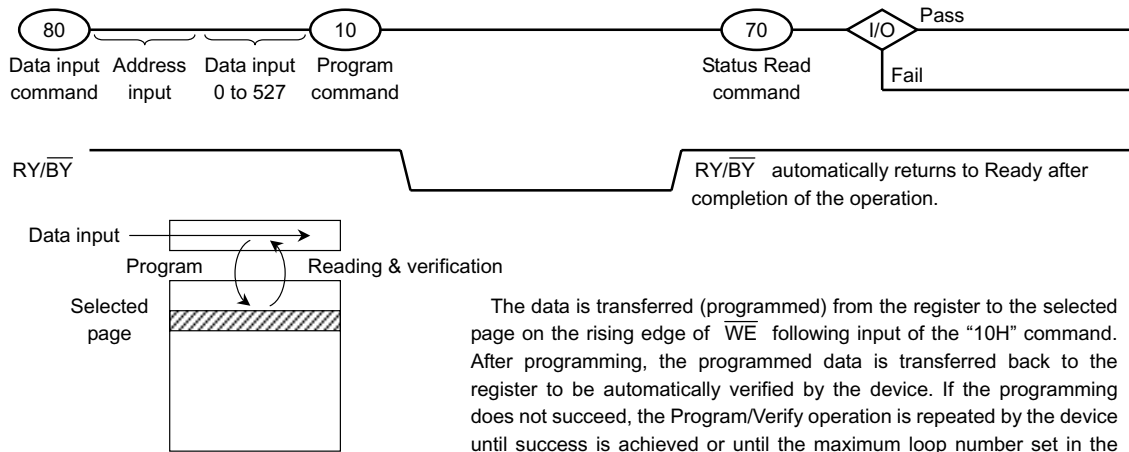 80 10 70 I/O Pass
Data input command
Address input
Data input 0 to 527
Program command
Status Read command
Fail
RY/B̅Y̅
RY/B̅Y̅ automatically returns to Ready after
completion of the operation.
Data input
Program
Reading & verification
Selected
page
The data is transferred (programmed) from the register to the selected
page on the rising edge of W̅E̅ following input of the “10H” command.
After programming, the programmed data is transferred back to the
register to be automatically verified by the device. If the programming
does not succeed, the Program/Verify operation is repeated by the device
until success is achieved or until the maximum loop number set in the